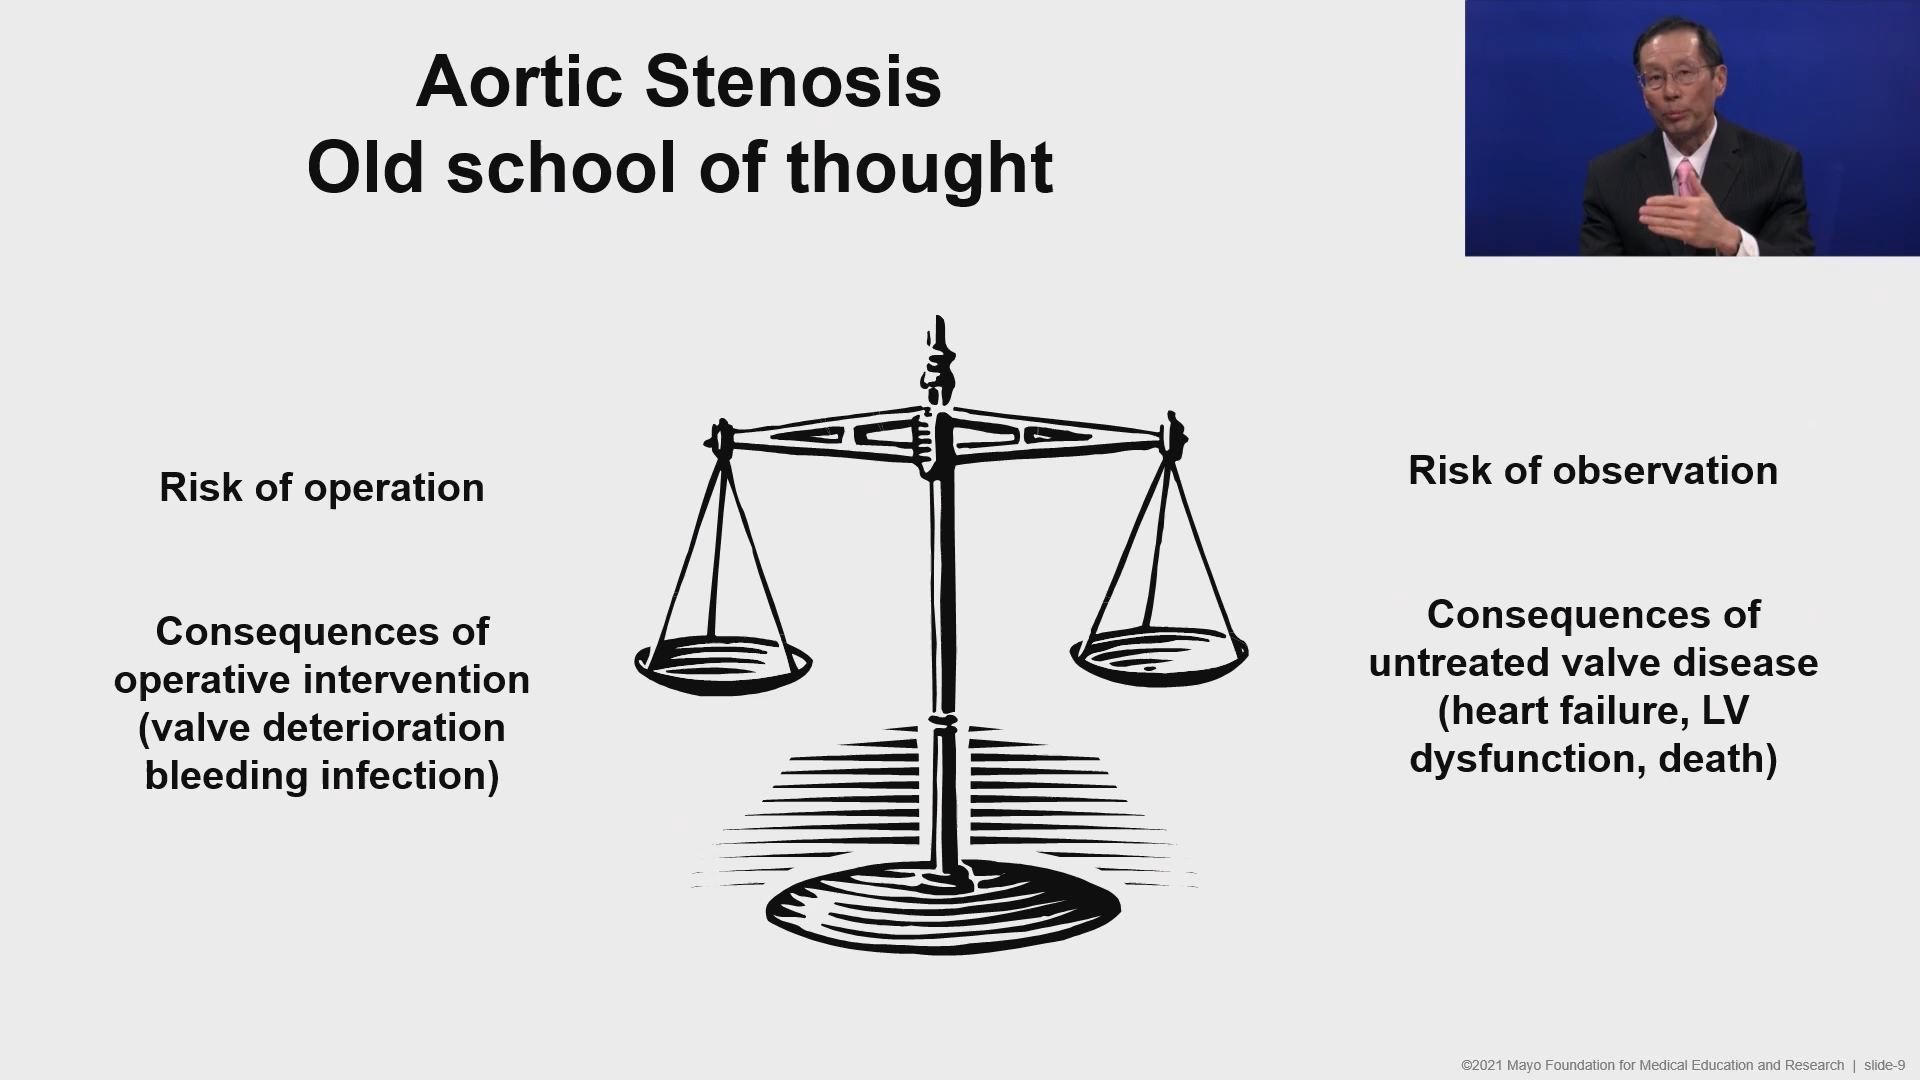 Aortic Stenosis
Old school of thought
Risk of operation
Consequences of
operative intervention
(valve deterioration
bleeding infection)
Risk of observation
Consequences of
untreated valve disease
(heart failure, LV
dysfunction, death)
©2021 Mayo Foundation for Medical Education and Research | slide-9